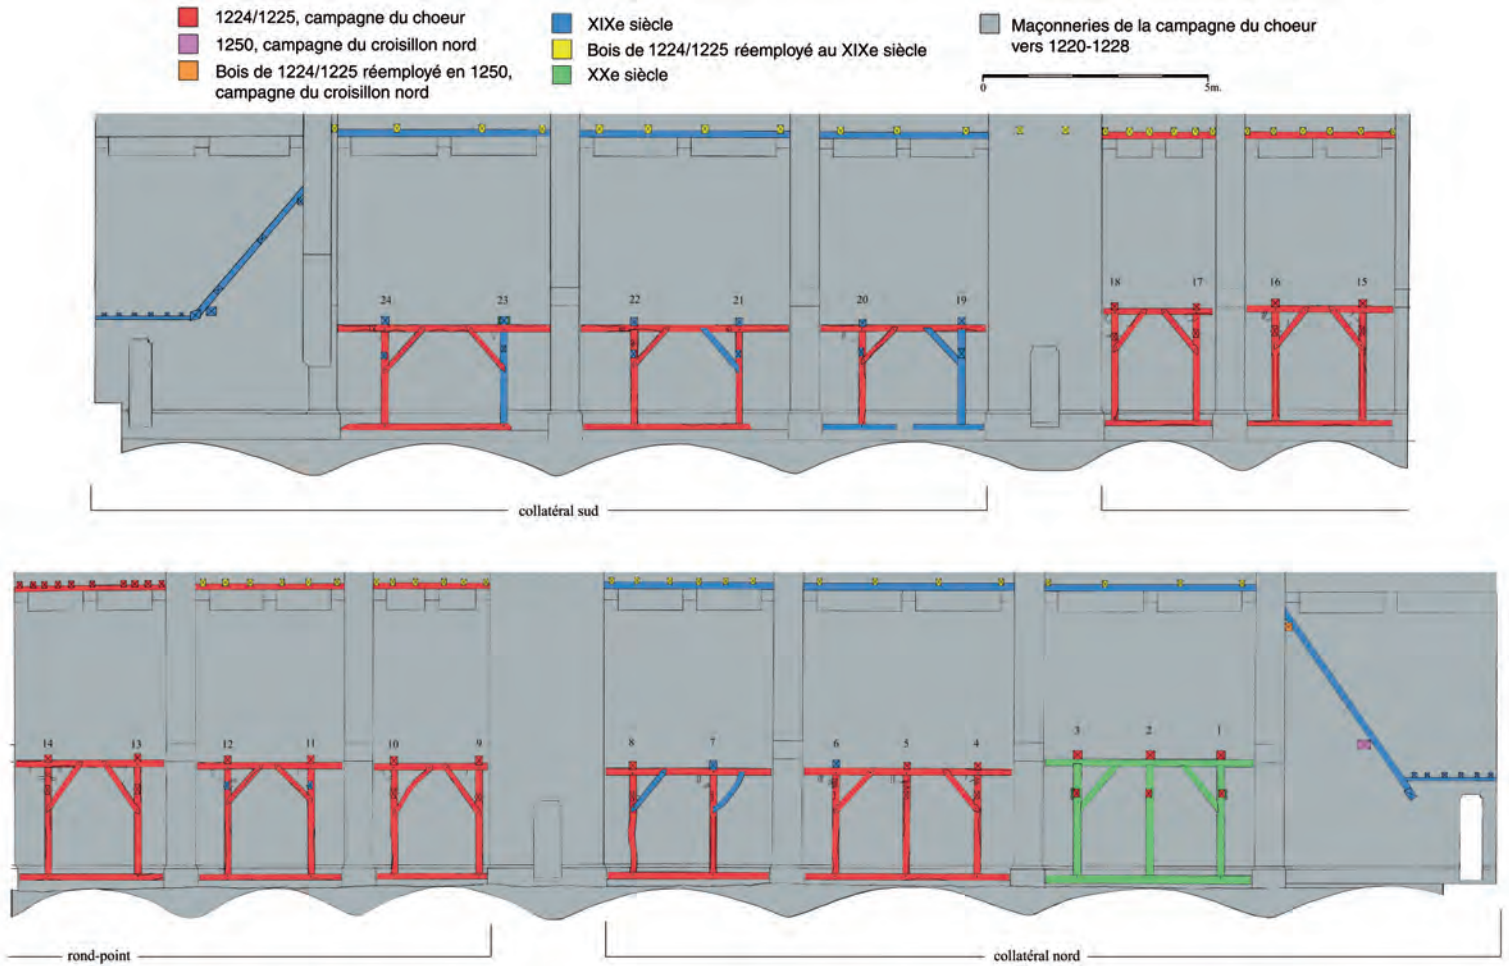 1224/1225, campagne du choeur
1250, campagne du croisillon nord
Bois de 1224/1225 réemployé en 1250,
campagne du croisillon nord
XIXe siècle
Bois de 1224/1225 réemployé au XIXe siècle
XXe siècle
Maçonneries de la campagne du choeur
vers 1220-1228
0 5m.
24 23 22 21 20 19 18 17 16 15
collatéral sud
14 13 12 11 10 9 8 7 6 5 4 3 2 1
rond-point
collatéral nord